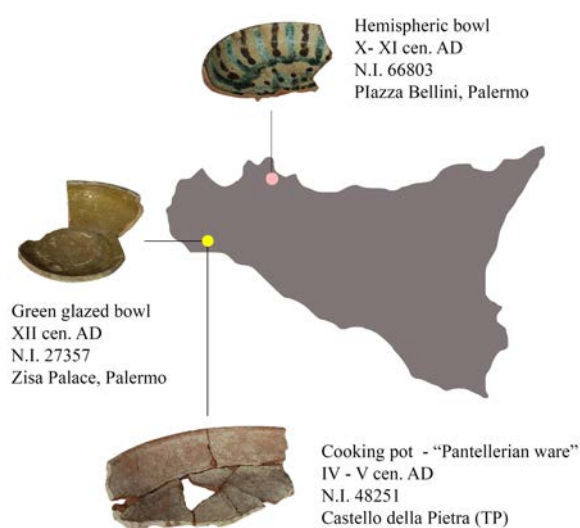 Hemispheric bowl
X- XI cen. AD
N.I. 66803
PIazza Bellini, Palermo
Green glazed bowl
XII cen. AD
N.I. 27357
Zisa Palace, Palermo
Cooking pot - “Pantellerian ware”
IV - V cen. AD
N.I. 48251
Castello della Pietra (TP)